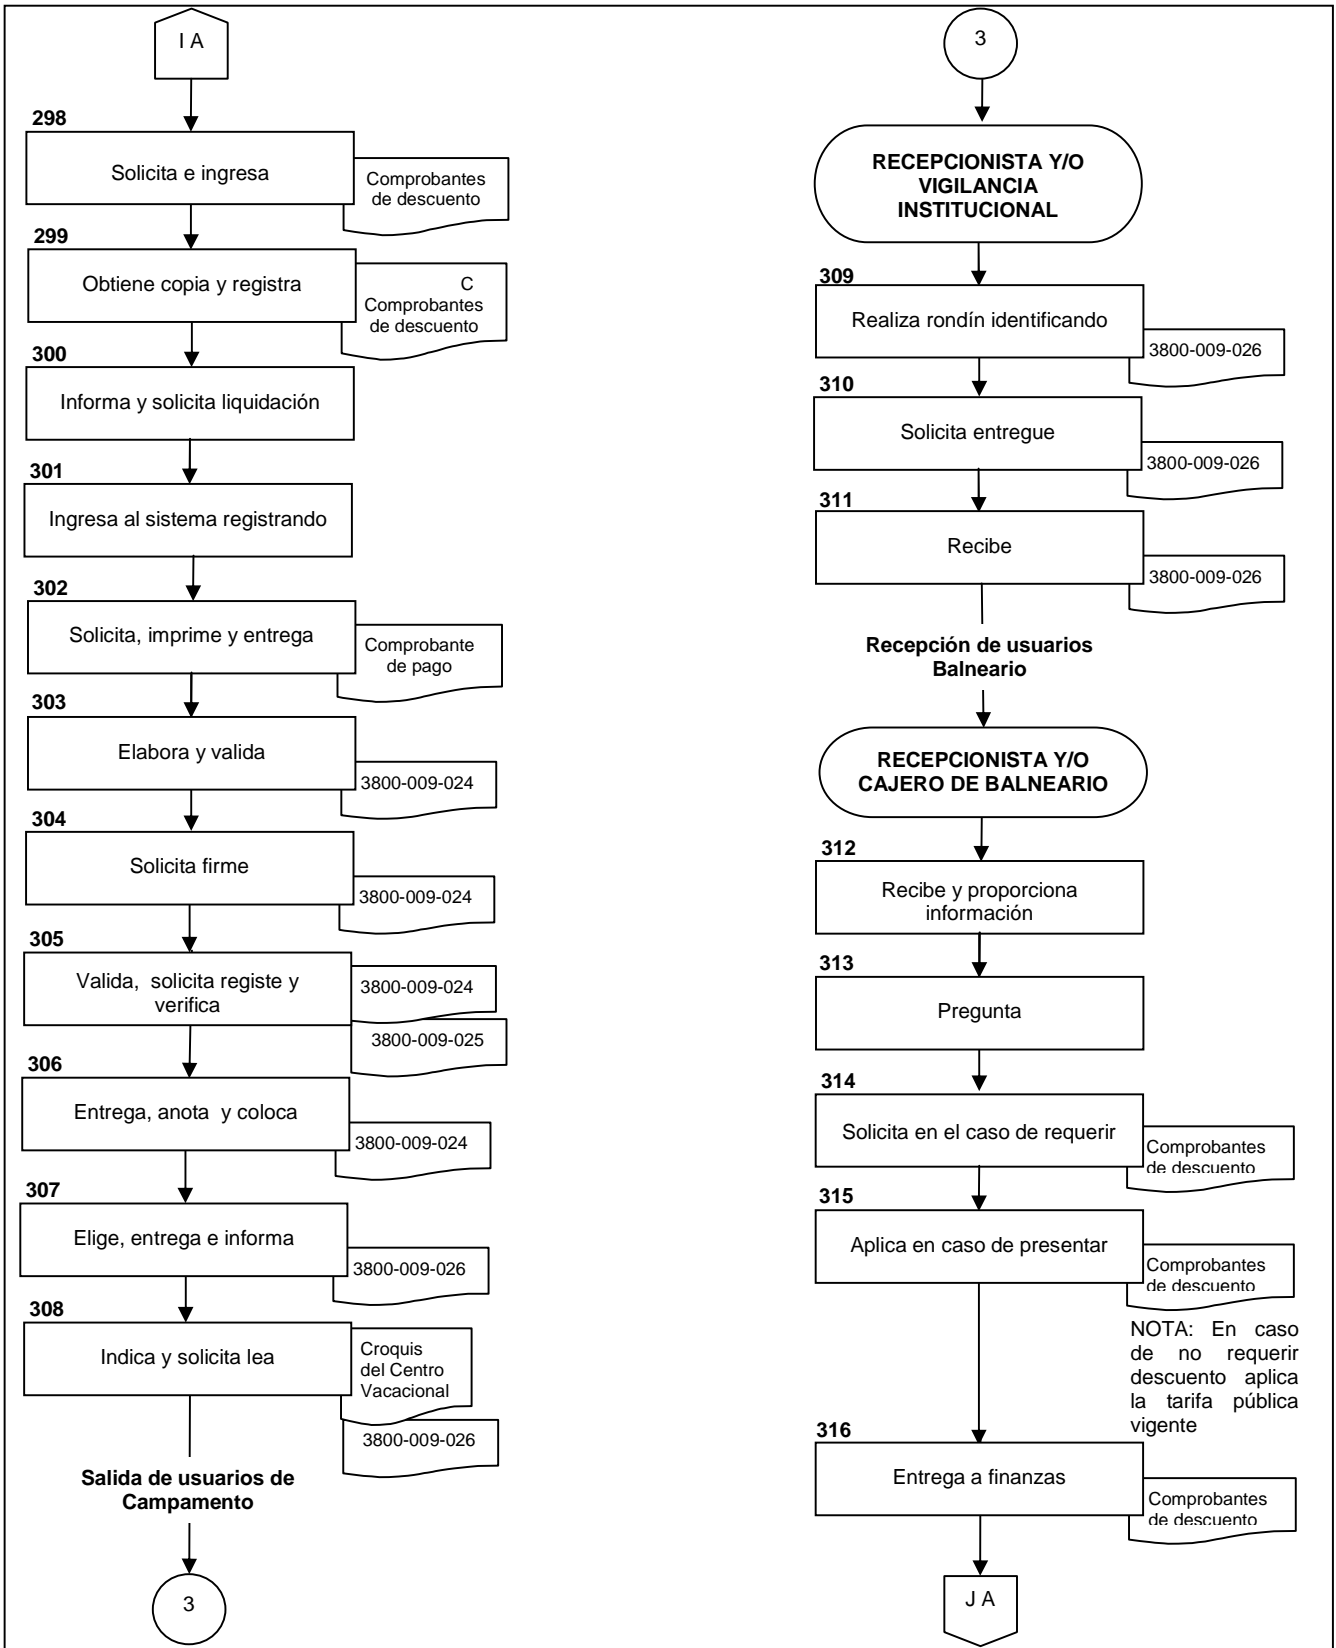 I A
298
Solicita e ingresa
Comprobantes
de descuento
299
Obtiene copia y registra
C
Comprobantes
de descuento
300
Informa y solicita liquidación
301
Ingresa al sistema registrando
302
Solicita, imprime y entrega
Comprobante
de pago
303
Elabora y valida
3800-009-024
304
Solicita firme
3800-009-024
305
Valida, solicita registe y
verifica
3800-009-024
3800-009-025
306
Entrega, anota y coloca
3800-009-024
307
Elige, entrega e informa
3800-009-026
308
Indica y solicita lea
Croquis
del Centro
Vacacional
3800-009-026
Salida de usuarios de
Campamento
3
3
RECEPCIONISTA Y/O
VIGILANCIA
INSTITUCIONAL
309
Realiza rondín identificando
3800-009-026
310
Solicita entregue
3800-009-026
311
Recibe
3800-009-026
Recepción de usuarios
Balneario
RECEPCIONISTA Y/O
CAJERO DE BALNEARIO
312
Recibe y proporciona
información
313
Pregunta
314
Solicita en el caso de requerir
Comprobantes
de descuento
315
Aplica en caso de presentar
Comprobantes
de descuento
NOTA: En caso
de no requerir
descuento aplica
la tarifa pública
vigente
316
Entrega a finanzas
Comprobantes
de descuento
J A